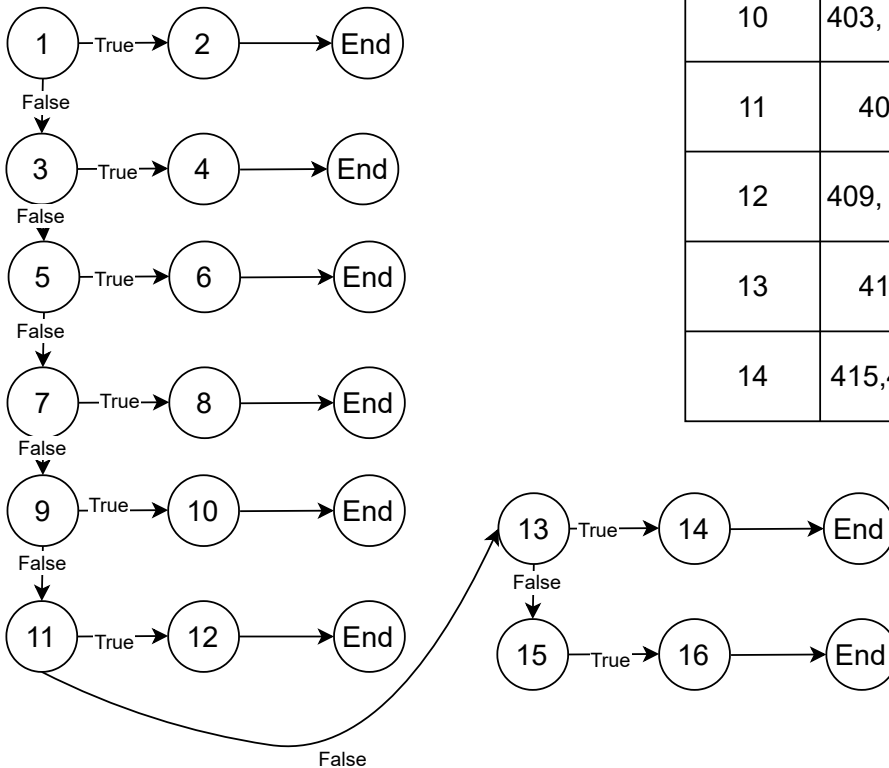 1 True 2 End
False
3 True 4 End
False
5 True 6 End
False
7 True 8 End
False
9 True 10 End
False
11 True 12 End
False
13 True 14 End
False
15 True 16 End
10 403,
11 40
12 409,
13 41
14 415,